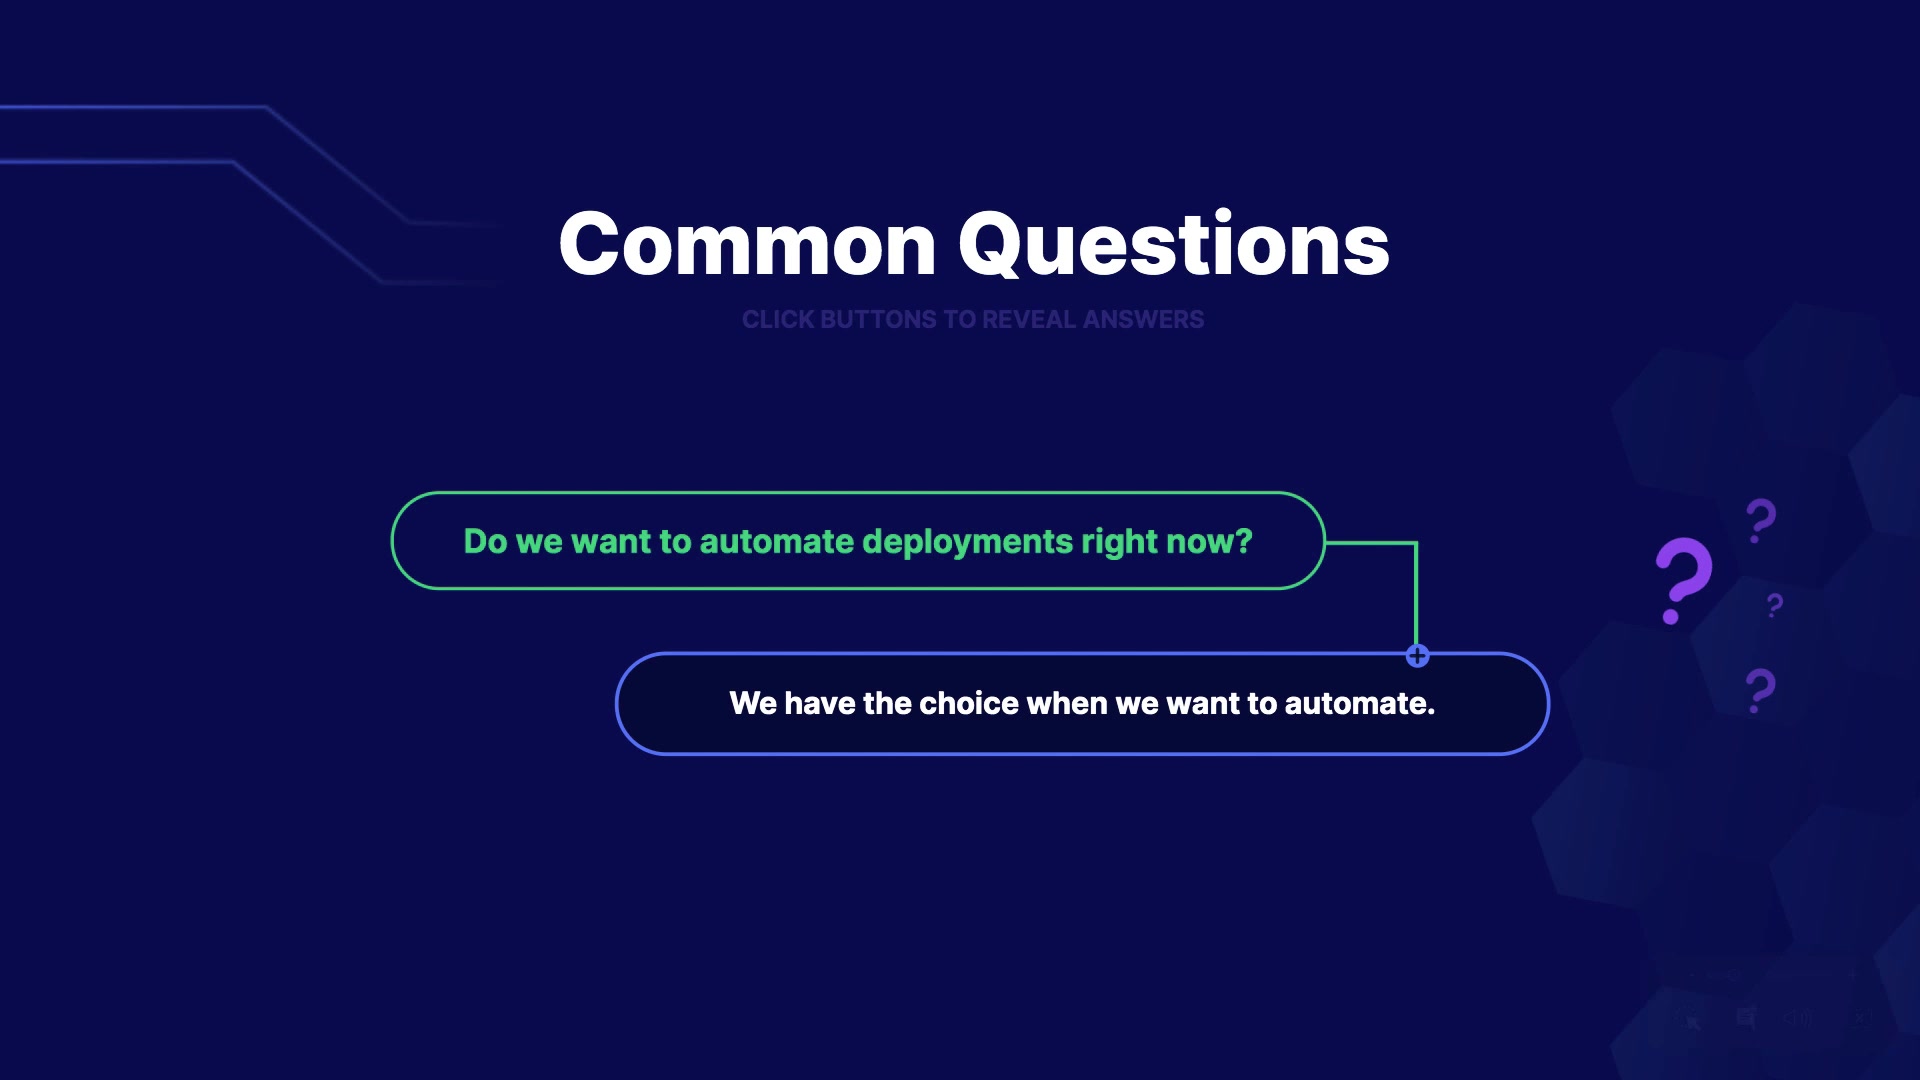 Common Questions
CLICK BUTTONS TO REVEAL ANSWERS
Do we want to automate deployments right now?
We have the choice when we want to automate.